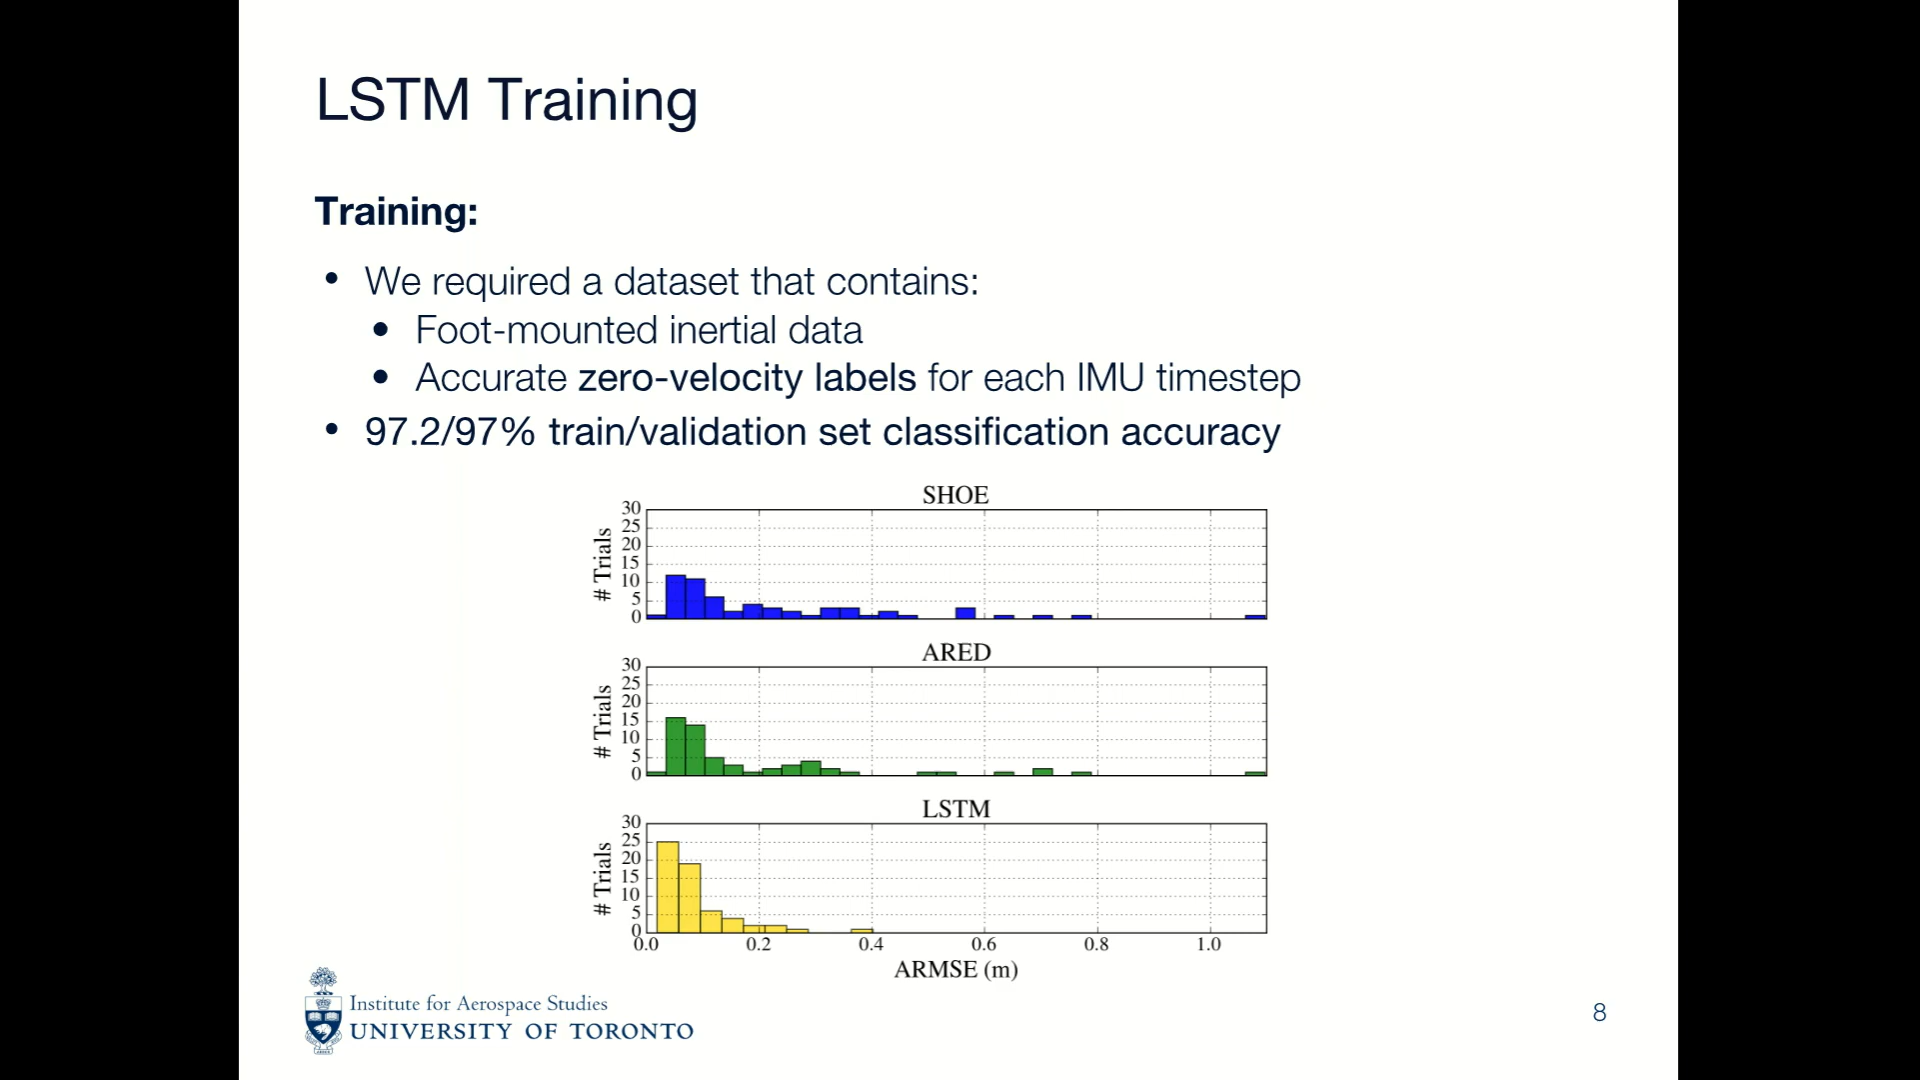 LSTM Training
Training:
• We required a dataset that contains:
• Foot-mounted inertial data
• Accurate zero-velocity labels for each IMU timestep
• 97.2/97% train/validation set classification accuracy
SHOE
30
25
20
15
10
5
0
# Trials
ARED
30
25
20
15
10
5
0
# Trials
LSTM
30
25
20
15
10
5
0
# Trials
0.0 0.2 0.4 0.6 0.8 1.0
ARMSE (m)
Institute for Aerospace Studies
UNIVERSITY OF TORONTO
8